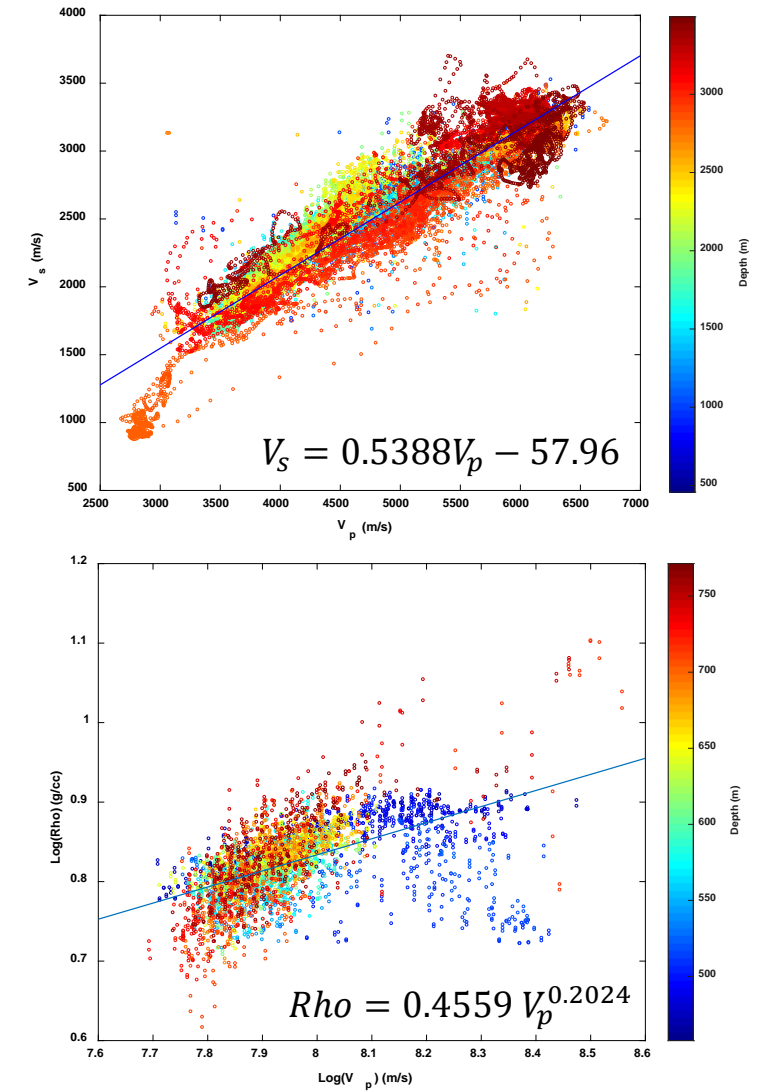 4000
3500
3000
2500
2000
1500
1000
500
V s (m/s)
2500 3000 3500 4000 4500 5000 5500 6000 6500 7000
V p (m/s)
V_s = 0.5388V_p − 57.96
3000
2500
2000
1500
1000
500
Depth (m)
1.2
1.1
1
0.9
0.8
0.7
0.6
Log(Rho) (g/cc)
7.6 7.7 7.8 7.9 8 8.1 8.2 8.3 8.4 8.5 8.6
Log(V p) (m/s)
Rho = 0.4559 V_p^0.2024
750
700
650
600
550
500
Depth (m)